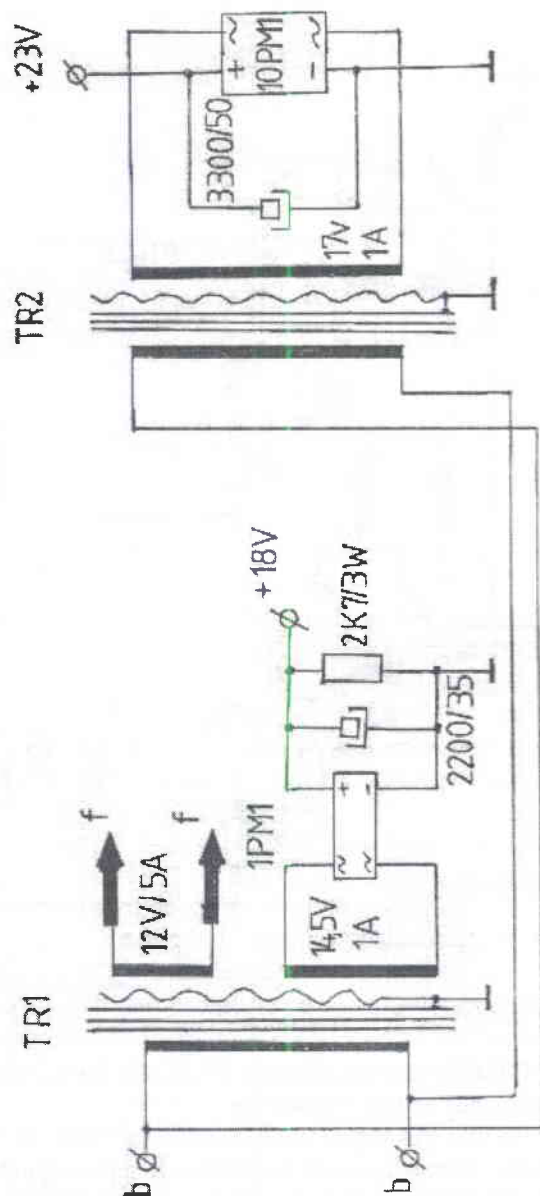 TR1
TR2
+23V
f
f
12V/5A
1PM1
14,5V
1A
+18V
2K7/3W
2200/35
3300/50
10PM1
+
-
~
~
17V
1A
~
~
+
-
b
b